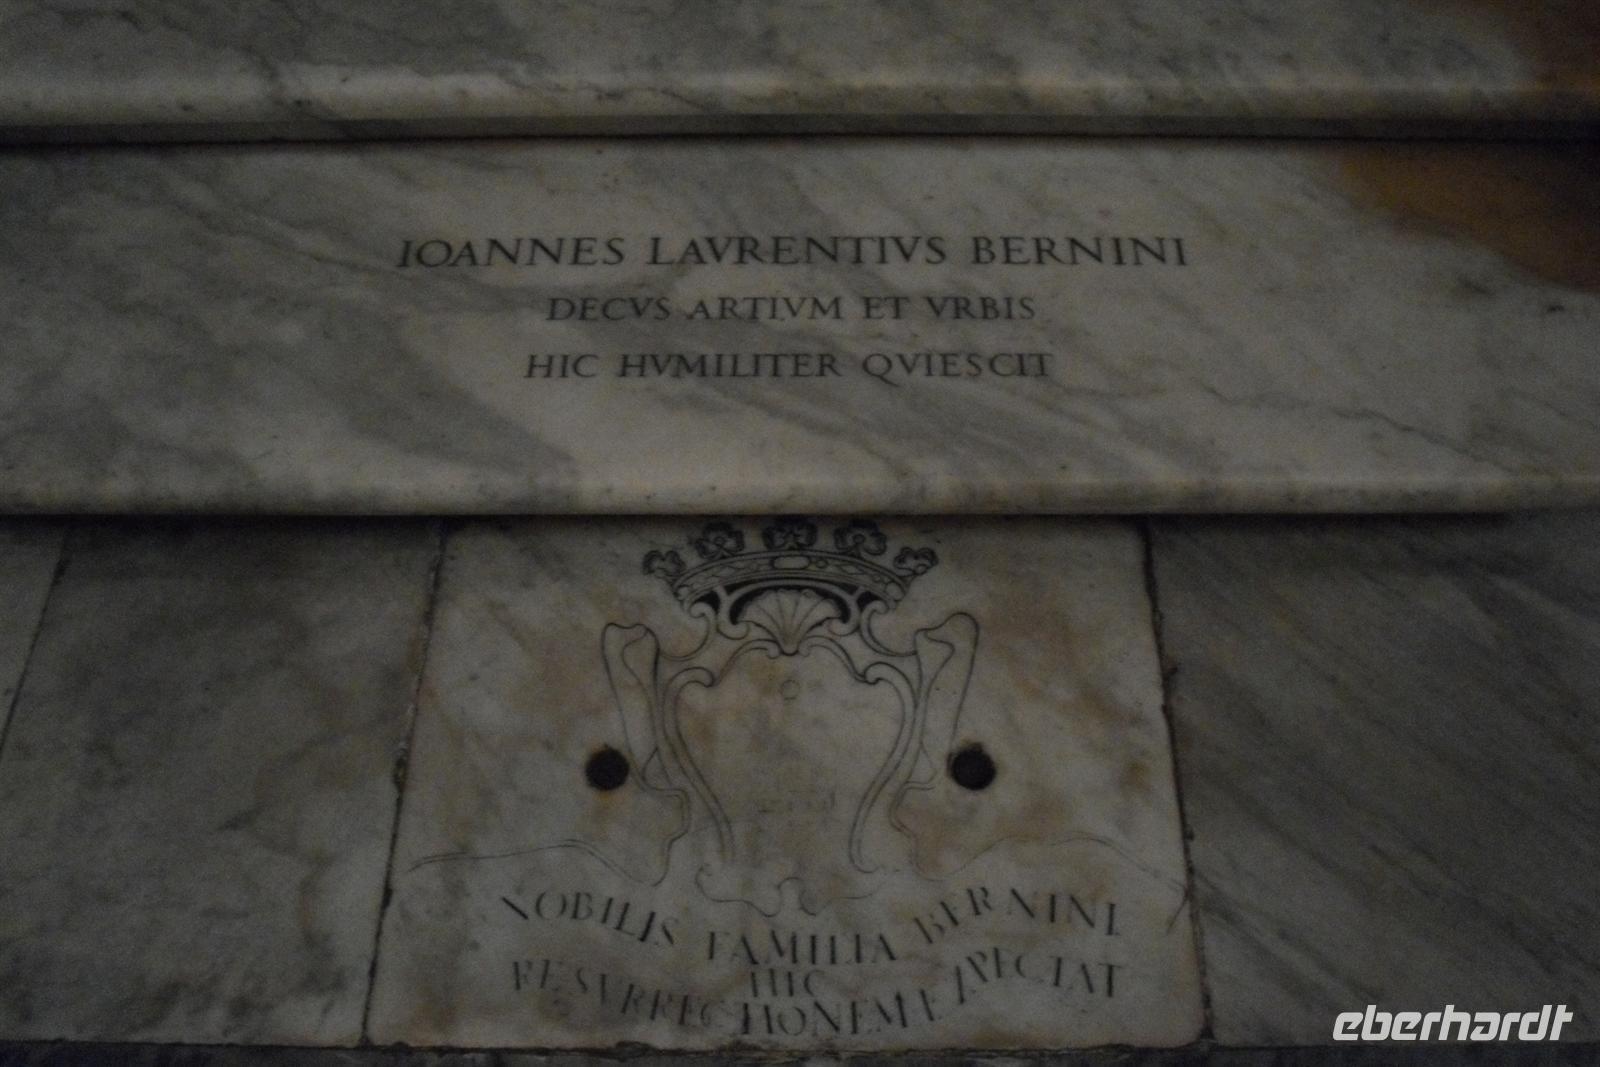 IOANNES LAVRENTIVS BERNINI
DECVS ARTIVM ET VRBIS
HIC HVMILITER QVIESCIT
NOBILIS FAMILIA BERNINI
HIC
RESVRRECTIONEM EXPECTAT
eberhardt